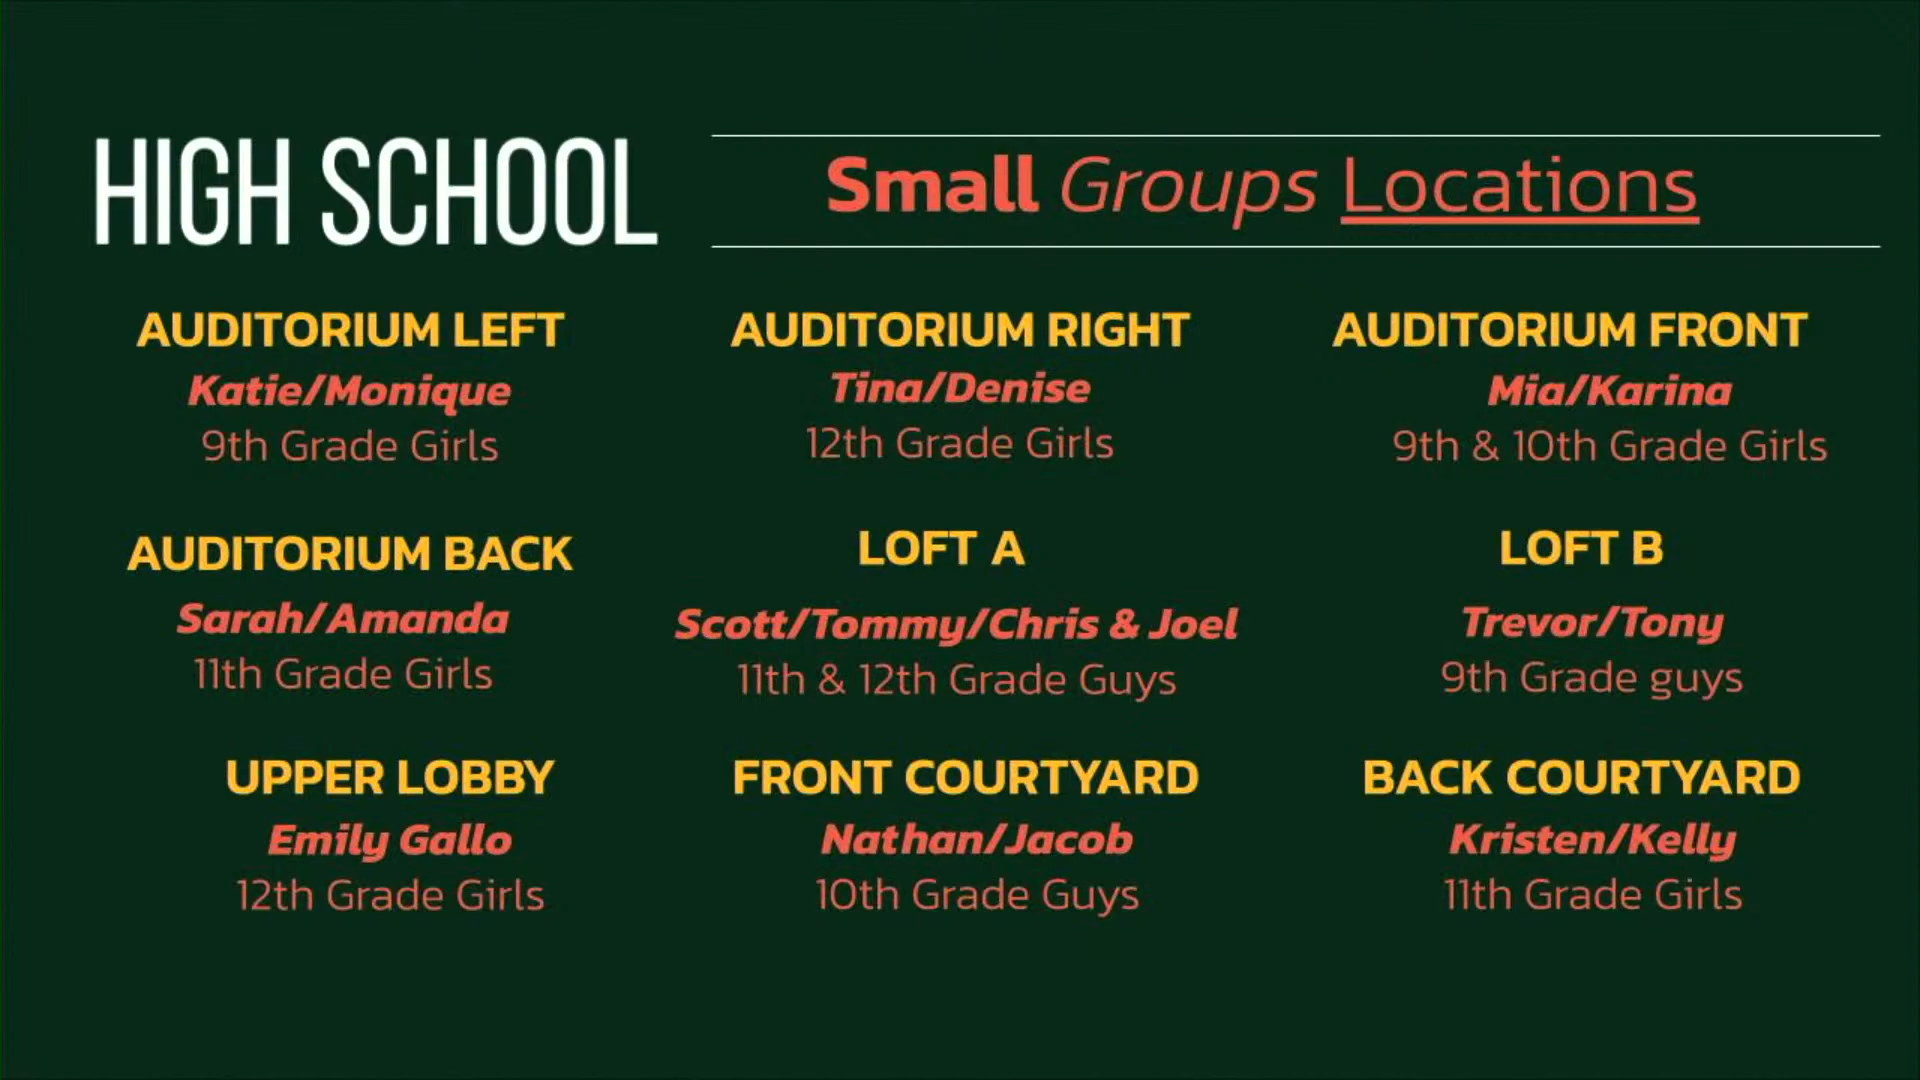 HIGH SCHOOL
Small Groups Locations
AUDITORIUM LEFT
Katie/Monique
9th Grade Girls
AUDITORIUM RIGHT
Tina/Denise
12th Grade Girls
AUDITORIUM FRONT
Mia/Karina
9th & 10th Grade Girls
AUDITORIUM BACK
Sarah/Amanda
11th Grade Girls
LOFT A
Scott/Tommy/Chris & Joel
11th & 12th Grade Guys
LOFT B
Trevor/Tony
9th Grade guys
UPPER LOBBY
Emily Gallo
12th Grade Girls
FRONT COURTYARD
Nathan/Jacob
10th Grade Guys
BACK COURTYARD
Kristen/Kelly
11th Grade Girls